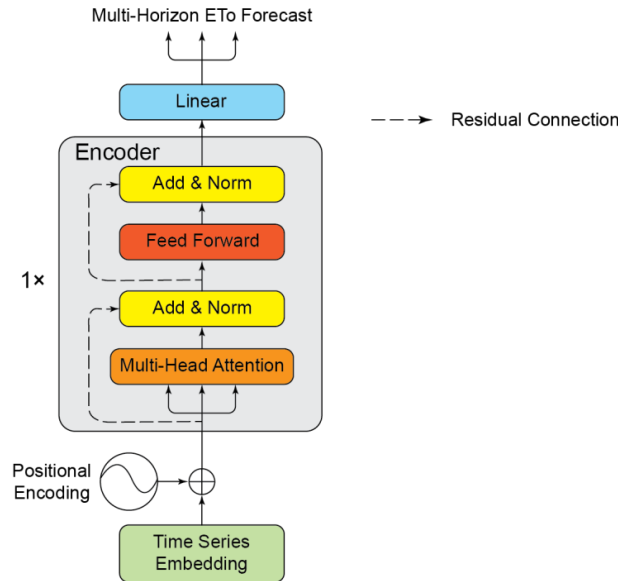 Multi-Horizon ETo Forecast
Linear
Residual Connection
Encoder
Add & Norm
Feed Forward
1×
Add & Norm
Multi-Head Attention
Positional
Encoding
Time Series
Embedding